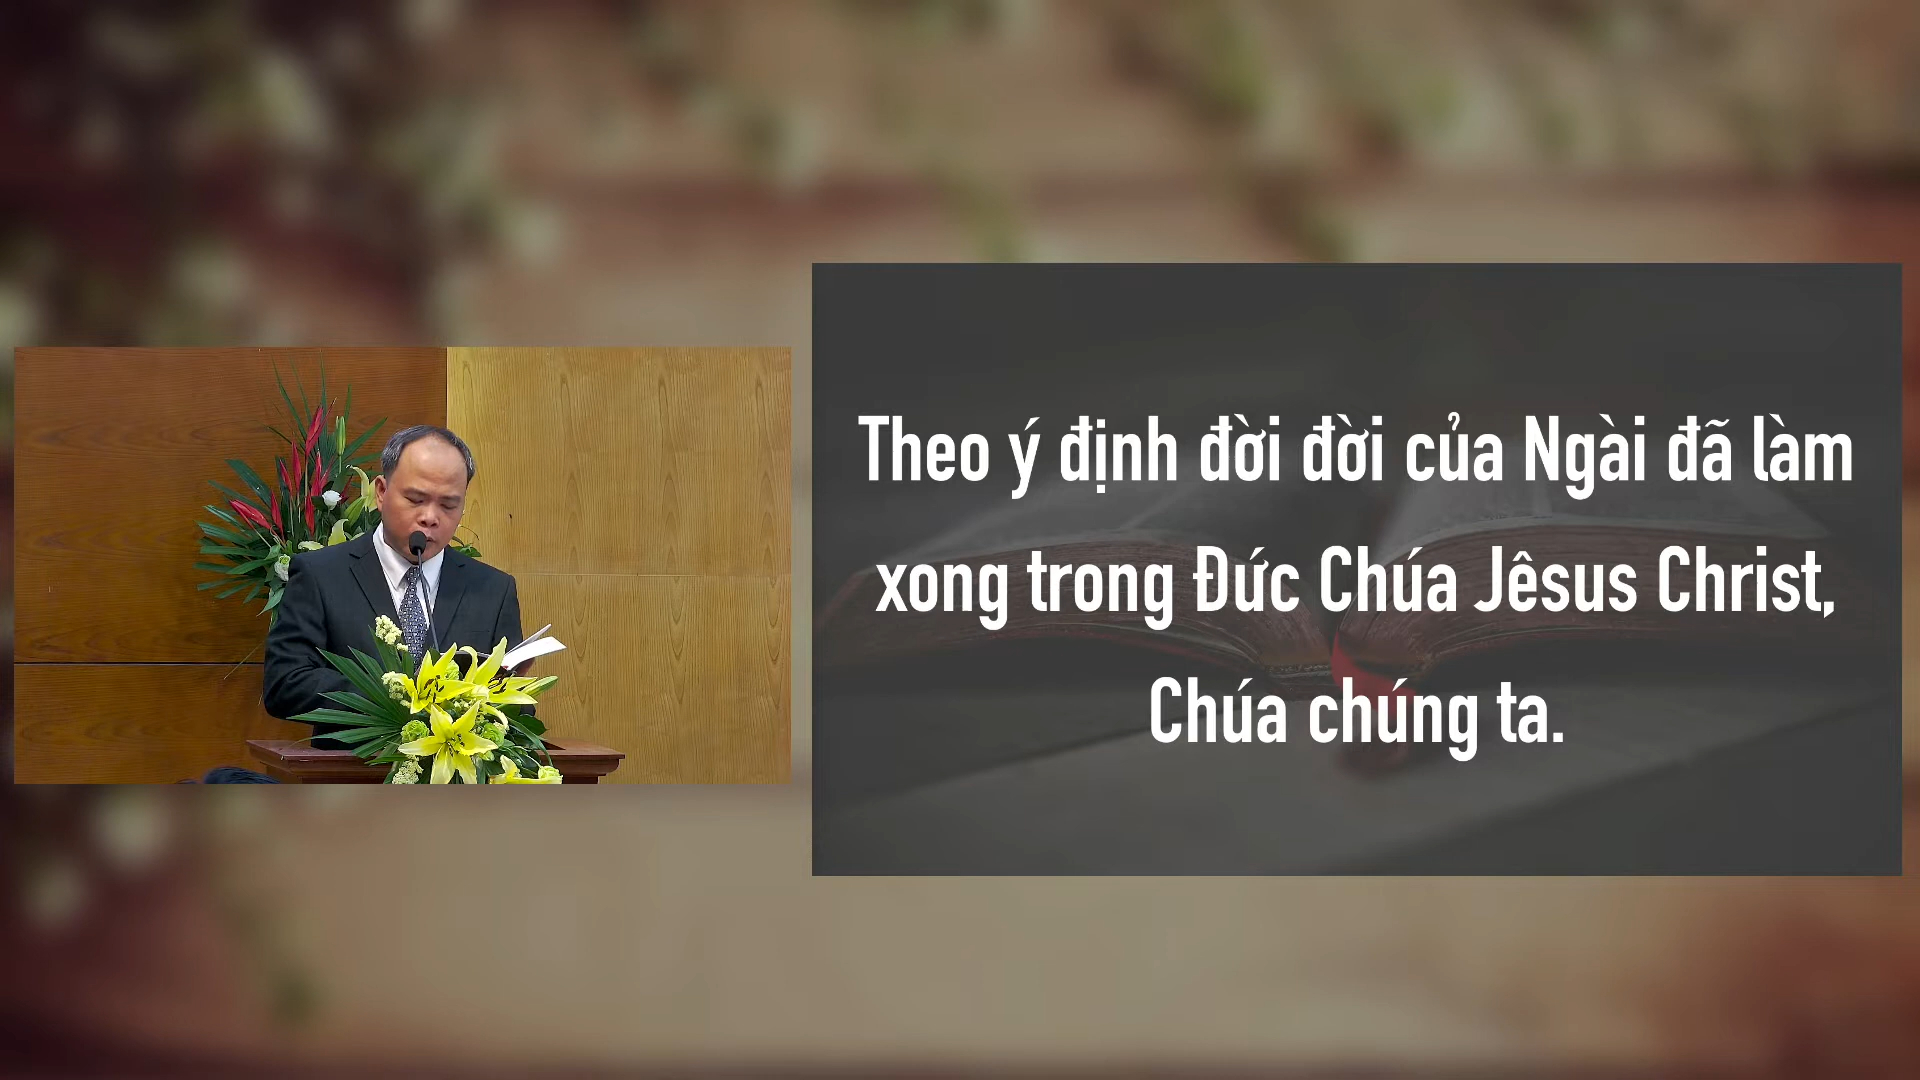 Theo ý định đời đời của Ngài đã làm
xong trong Đức Chúa Jêsus Christ,
Chúa chúng ta.